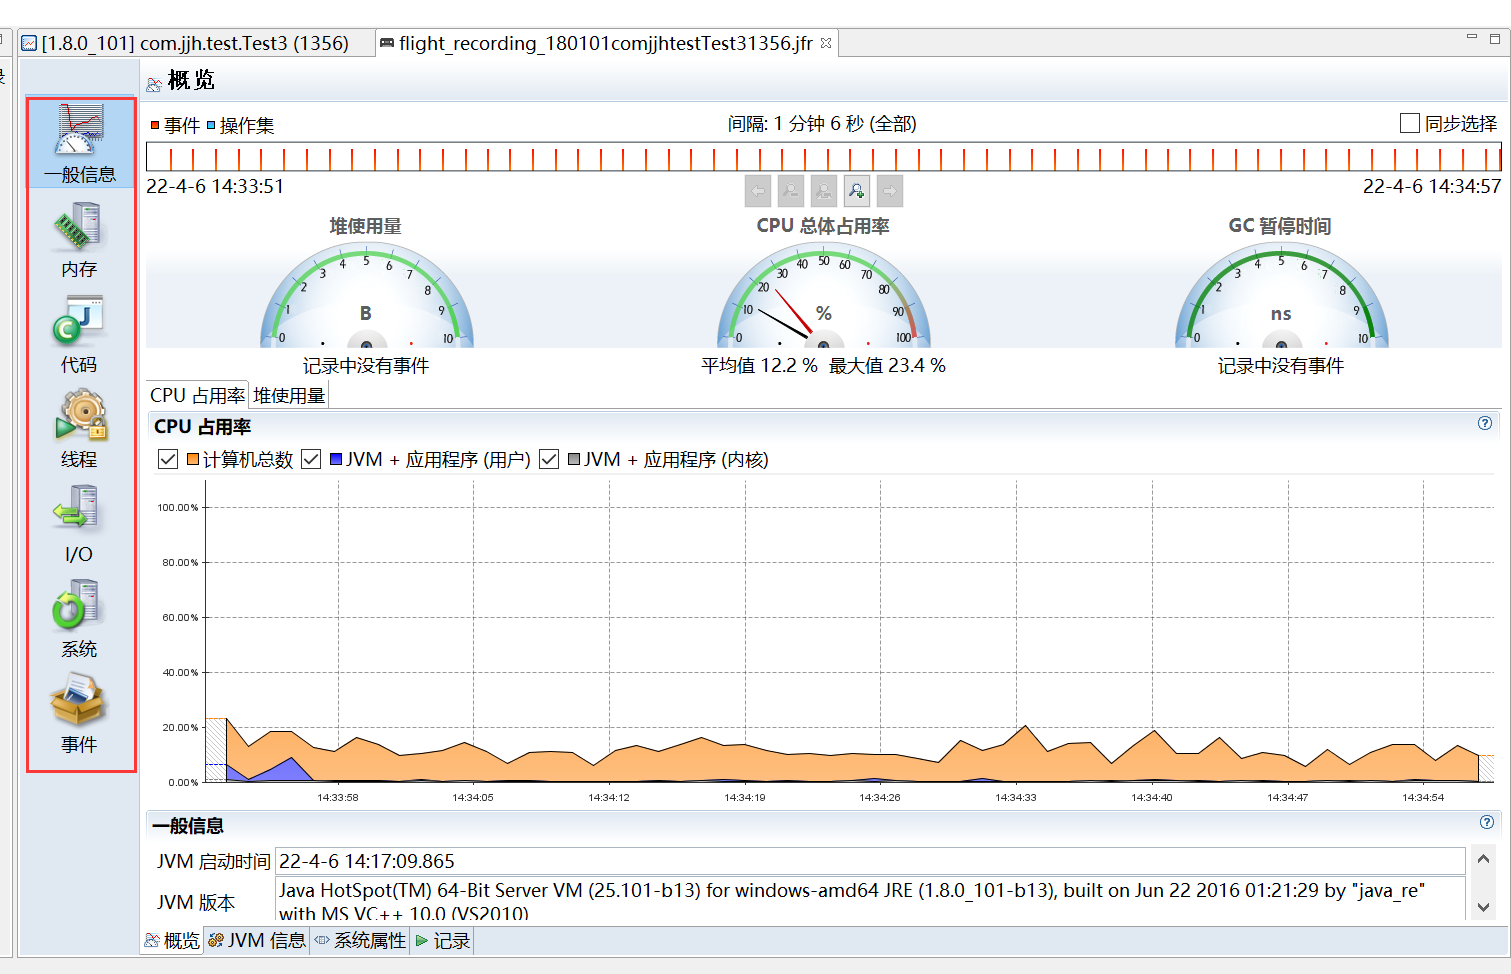 [1.8.0_101] com.jjh.test.Test3 (1356)
flight_recording_180101comjjhtestTest31356.jfr
概览
一般信息
内存
代码
线程
I/O
系统
事件
事件 操作集
间隔: 1 分钟 6 秒 (全部)
同步选择
22-4-6 14:33:51
22-4-6 14:34:57
堆使用量
0 1 2 3 4 5 6 7 8 9 10
B
记录中没有事件
CPU 总体占用率
0 10 20 30 40 50 60 70 80 90 100
%
平均值 12.2 % 最大值 23.4 %
GC 暂停时间
0 1 2 3 4 5 6 7 8 9 10
ns
记录中没有事件
CPU 占用率 堆使用量
CPU 占用率
计算机总数 JVM + 应用程序 (用户) JVM + 应用程序 (内核)
100.00%
80.00%
60.00%
40.00%
20.00%
0.00%
14:33:58 14:34:05 14:34:12 14:34:19 14:34:26 14:34:33 14:34:40 14:34:47 14:34:54
一般信息
JVM 启动时间 22-4-6 14:17:09.865
JVM 版本 Java HotSpot(TM) 64-Bit Server VM (25.101-b13) for windows-amd64 JRE (1.8.0_101-b13), built on Jun 22 2016 01:21:29 by "java_re"
with MS VC++ 10.0 (VS2010)
概览 JVM 信息 系统属性 记录